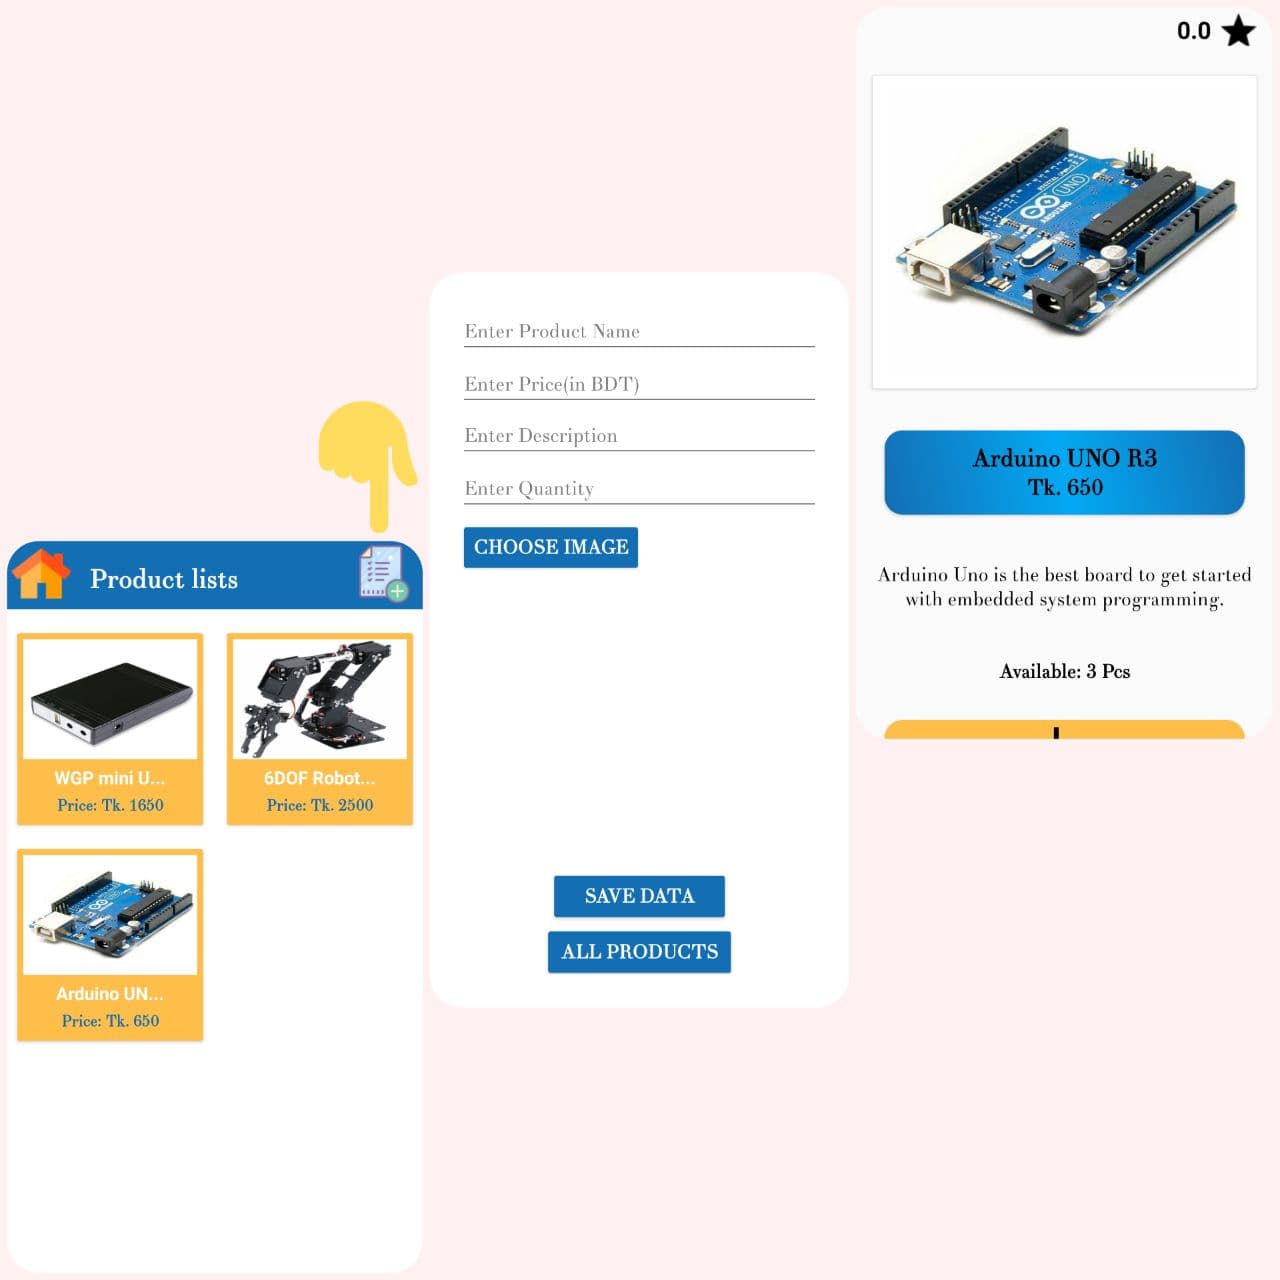 Product lists
WGP mini U...
Price: Tk. 1650
6DOF Robot...
Price: Tk. 2500
Arduino UN...
Price: Tk. 650
Enter Product Name
Enter Price(in BDT)
Enter Description
Enter Quantity
CHOOSE IMAGE
SAVE DATA
ALL PRODUCTS
0.0
UNO
ARDUINO
Arduino UNO R3
Tk. 650
Arduino Uno is the best board to get started
with embedded system programming.
Available: 3 Pcs